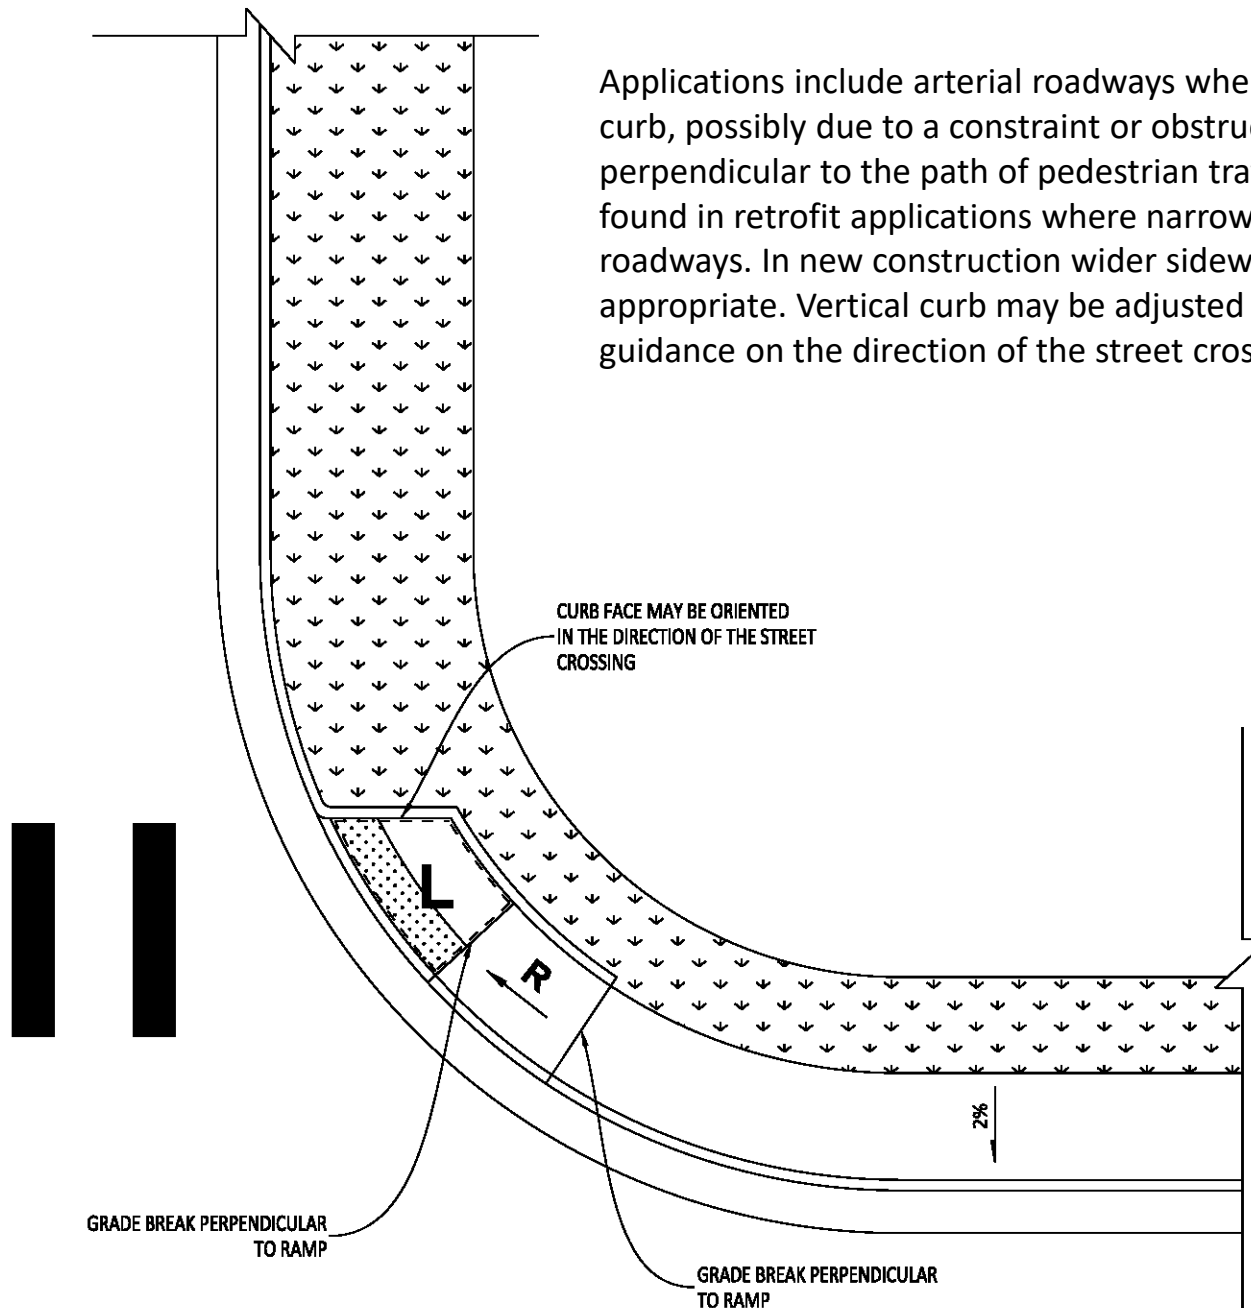 Applications include arterial roadways whe
curb, possibly due to a constraint or obstru
perpendicular to the path of pedestrian tra
found in retrofit applications where narrow
roadways. In new construction wider sidew
appropriate. Vertical curb may be adjusted
guidance on the direction of the street cros
CURB FACE MAY BE ORIENTED
IN THE DIRECTION OF THE STREET
CROSSING
L
R
2%
GRADE BREAK PERPENDICULAR
TO RAMP
GRADE BREAK PERPENDICULAR
TO RAMP